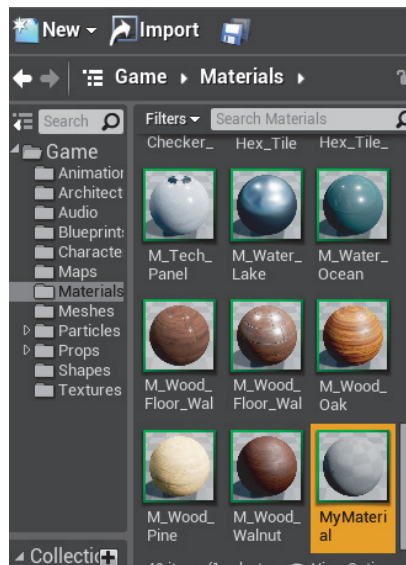 New Import
Game Materials
Search
Filters Search Materials
Game
Animation
Architect
Audio
Blueprint
Characte
Maps
Materials
Meshes
Particles
Props
Shapes
Textures
Collectio
Checker_ Hex_Tile Hex_Tile_
M_Tech_ M_Water_ M_Water_
Panel Lake Ocean
M_Wood_ M_Wood_ M_Wood_
Floor_Wal Floor_Wal Oak
M_Wood_ M_Wood_ MyMateri
Pine Walnut al